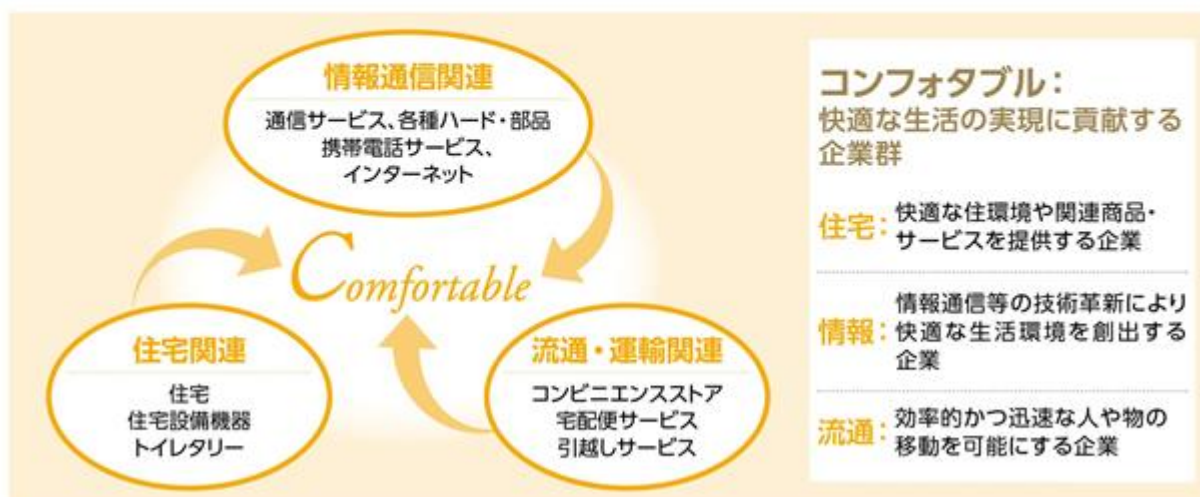 情報通信関連
通信サービス、各種ハード・部品
携帯電話サービス、
インターネット
Comfortable
住宅関連
住宅
住宅設備機器
トイレタリー
流通・運輸関連
コンビニエンスストア
宅配便サービス
引越しサービス
コンフォタブル：
快適な生活の実現に貢献する
企業群
住宅：快適な住環境や関連商品・
サービスを提供する企業
情報：情報通信等の技術革新により
快適な生活環境を創出する
企業
流通：効率的かつ迅速な人や物の
移動を可能にする企業